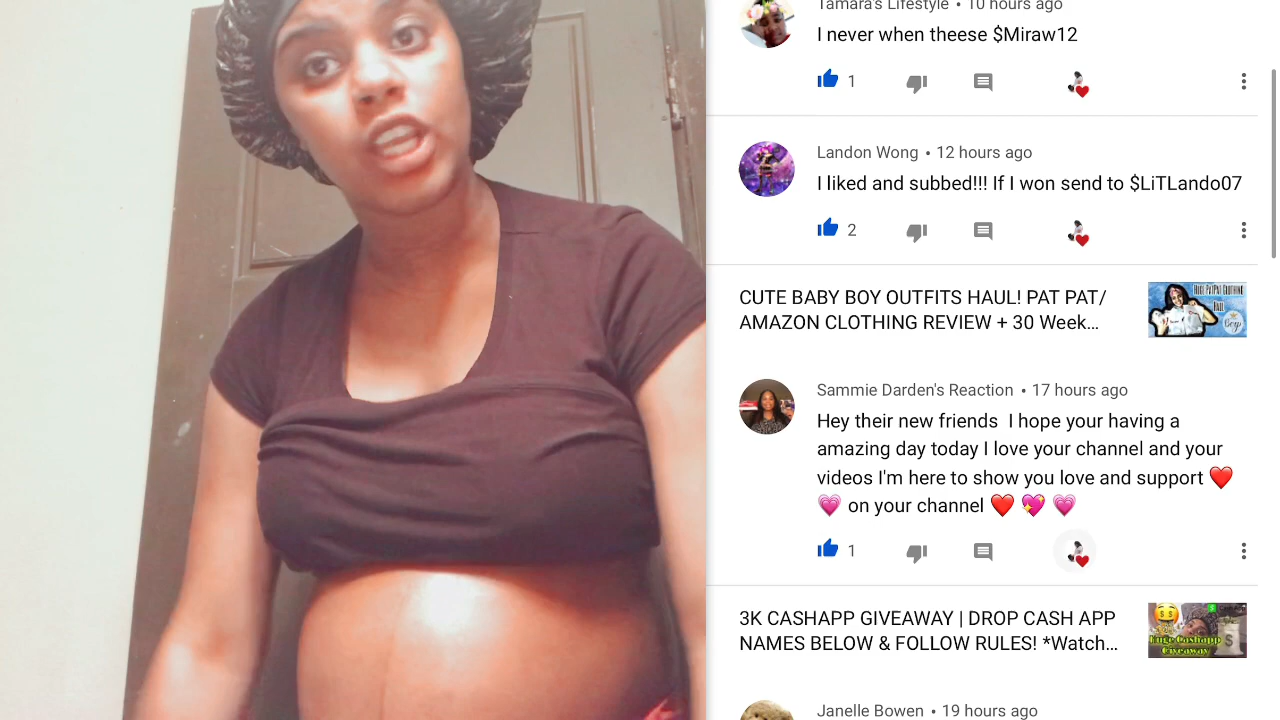 Tamara's Lifestyle • 10 hours ago
I never when theese $Miraw12
1
Landon Wong • 12 hours ago
I liked and subbed!!! If I won send to $LiTLando07
2
CUTE BABY BOY OUTFITS HAUL! PAT PAT/
AMAZON CLOTHING REVIEW + 30 Week...
Sammie Darden's Reaction • 17 hours ago
Hey their new friends I hope your having a
amazing day today I love your channel and your
videos I'm here to show you love and support ❤️
💗 on your channel ❤️ 💖 💗
1
3K CASHAPP GIVEAWAY | DROP CASH APP
NAMES BELOW & FOLLOW RULES! *Watch...
Huge Cashapp
Giveaway
Janelle Bowen • 19 hours ago